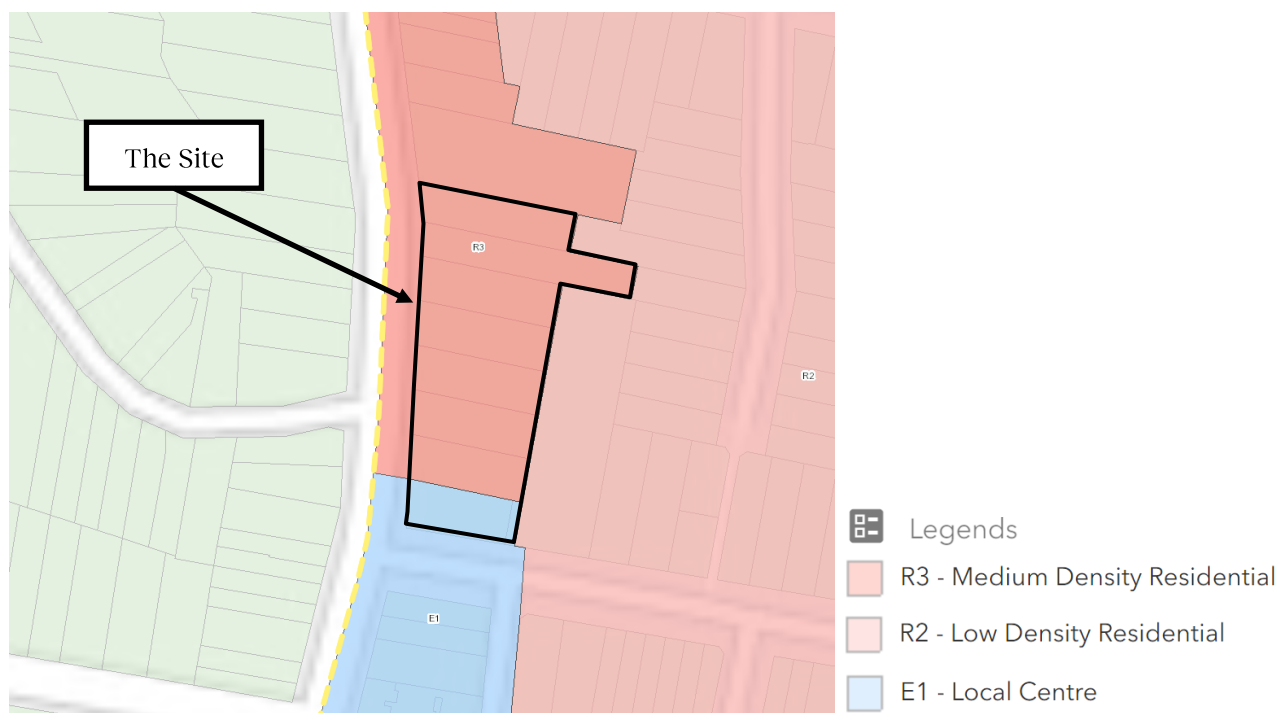 The Site
R3
R2
E1
Legends
R3 - Medium Density Residential
R2 - Low Density Residential
E1 - Local Centre